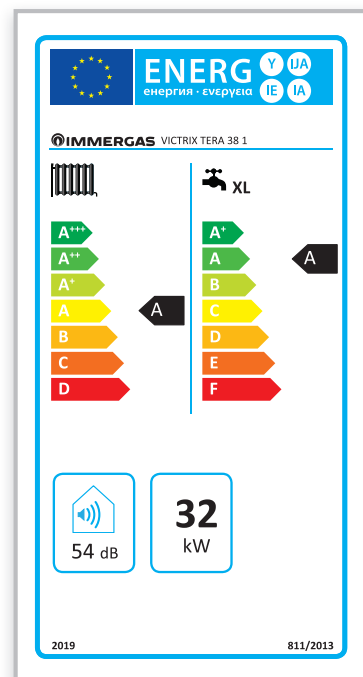 ENERG Y IJA
енергия · ενεργεια IE IA
IMMERGAS VICTRIX TERA 38 1
XL
A+++ A+
A++ A A
A+ B
A A C
B D
C E
D F
54 dB
32
kW
2019 811/2013